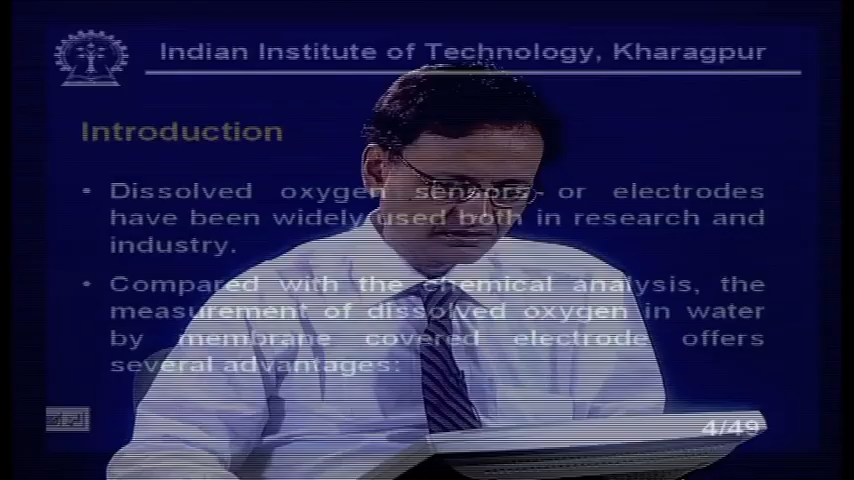 Indian Institute of Technology, Kharagpur
Introduction
• Dissolved oxygen sensors or electrodes
have been widely used both in research and
industry.
• Compared with the chemical analysis, the
measurement of dissolved oxygen in water
by membrane covered electrode offers
several advantages:
4/49